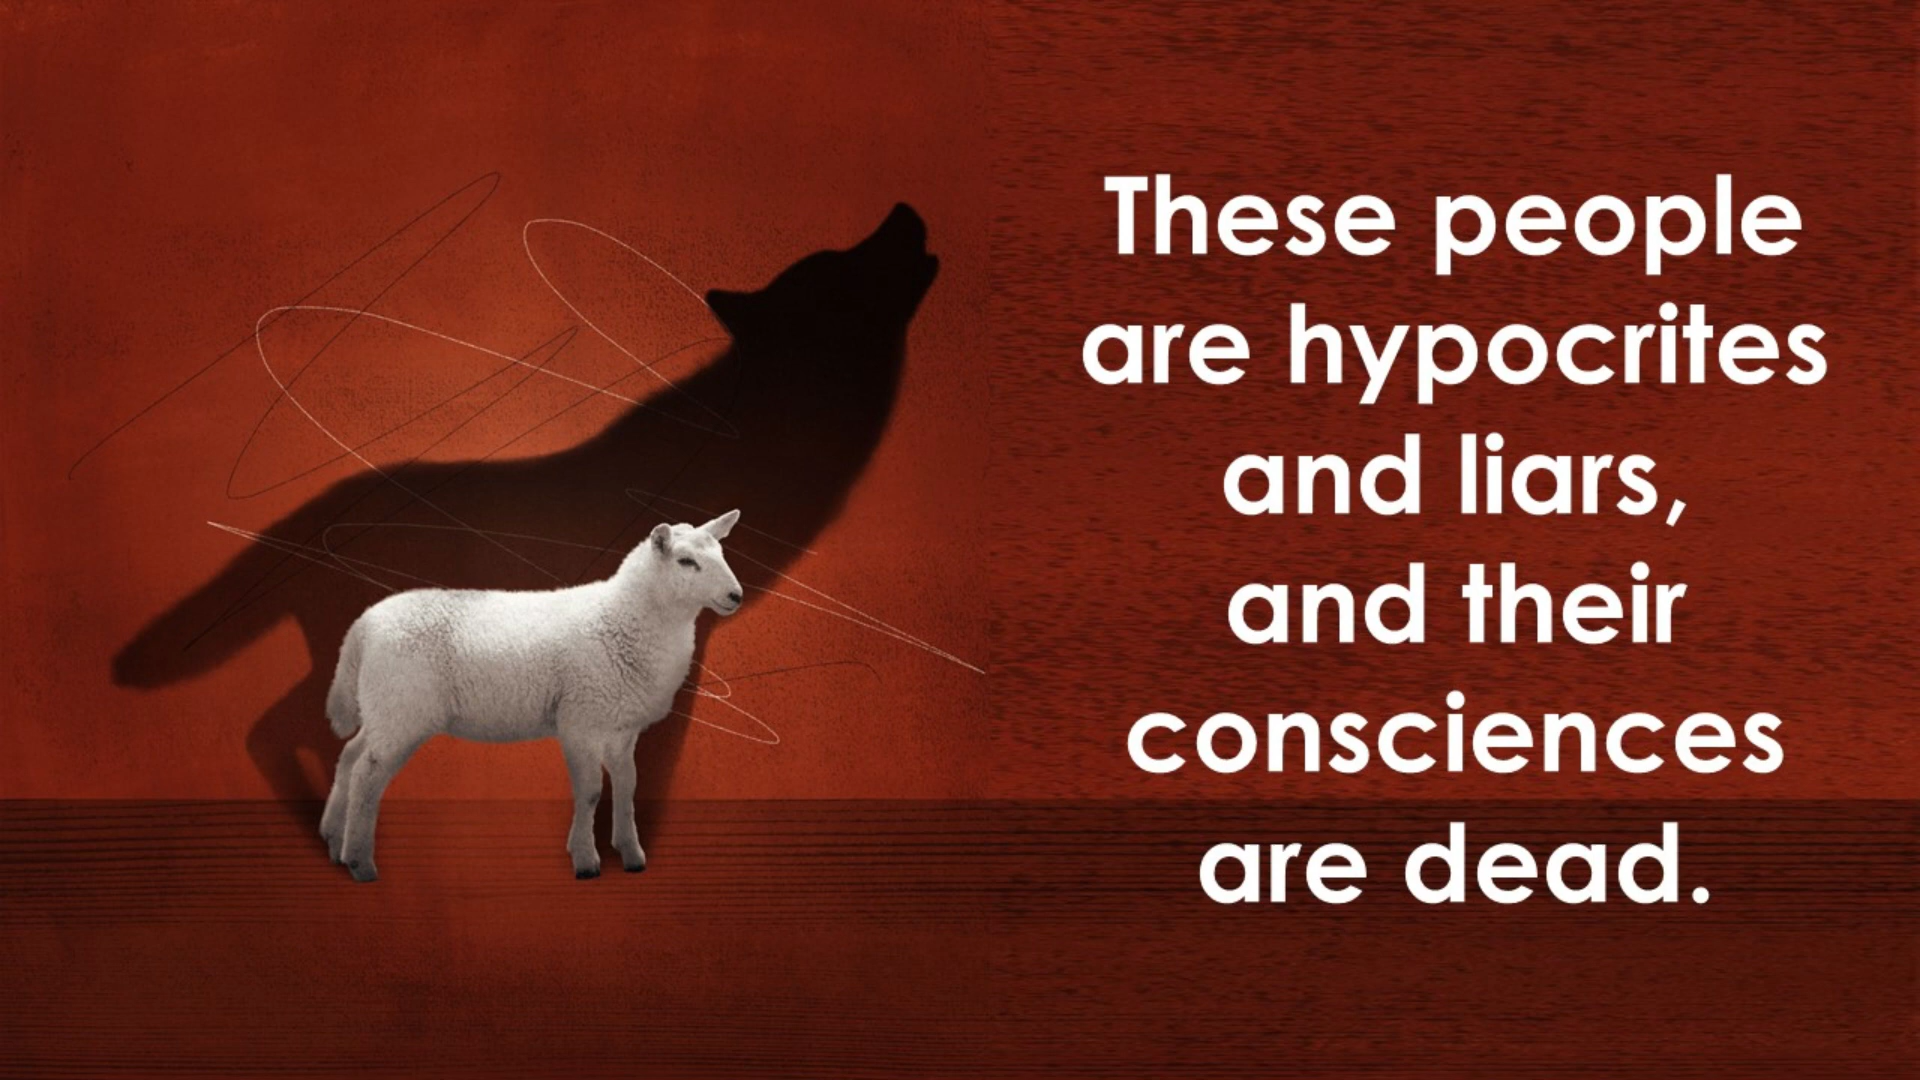 These people
are hypocrites
and liars,
and their
consciences
are dead.